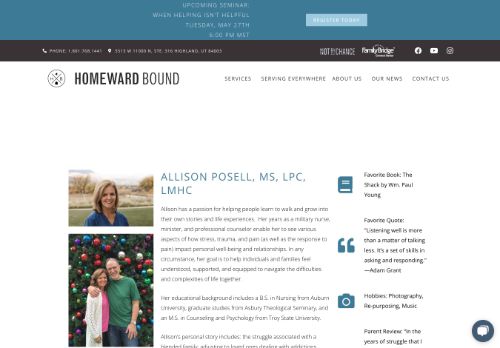 UPCOMING SEMINAR:
WHEN HELPING ISN'T HELPFUL
TUESDAY, MAY 27TH
6:00 PM MST
REGISTER TODAY
PHONE: 1.801.768.1441
5513 W 11000 N, STE. 316 HIGHLAND, UT 84003
NOT BY CHANCE
FamilyBridge
HOMEWARD BOUND
SERVICES
SERVING EVERYWHERE
ABOUT US
OUR NEWS
CONTACT US
ALLISON POSELL, MS, LPC,
LMHC
Alison has a passion for helping people learn to walk and grow into
their own stories and life experiences. Her years as a military nurse,
minister, and professional counselor enable her to see various
aspects of how stress, trauma, and pain (as well as the response to
pain) impact personal well-being and relationships. In any
circumstance, her goal is to help individuals and families feel
understood, supported, and equipped to navigate the difficulties
and complexities of life together.
Her educational background includes a B.S. in Nursing from Auburn
University, graduate studies from Asbury Theological Seminary, and
an M.S. in Counseling and Psychology from Troy State University.
Alison's personal story includes: the struggle associated with a
blended family, adjusting to loved ones dealing with addictions,
Favorite Book: The
Shack by Wm. Paul
Young
Favorite Quote:
"Listening well is more
than a matter of talking
less. It's a set of skills in
asking and responding."
—Adam Grant
Hobbies: Photography,
Re-purposing, Music
Parent Review: "In the
years of struggle that I